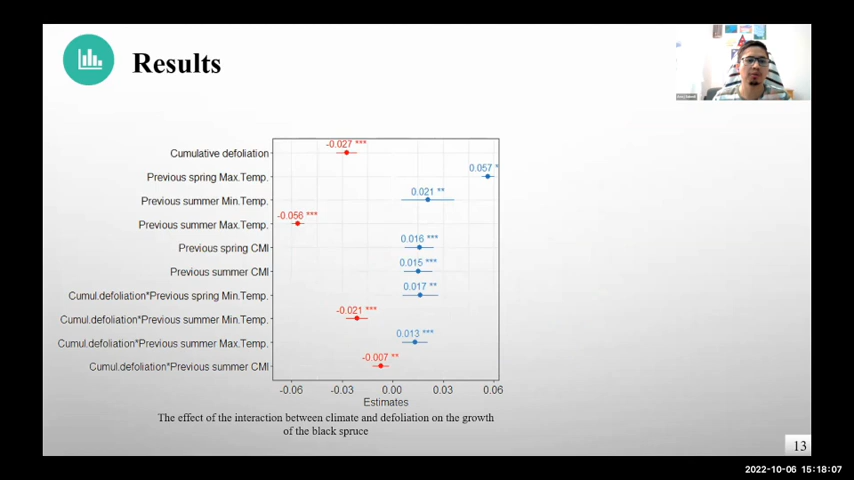 Results
Cumulative defoliation
-0.027 ***
Previous spring Max.Temp.
0.057 *
Previous summer Min.Temp.
0.021 **
Previous summer Max.Temp.
-0.056 ***
Previous spring CMI
0.016 ***
Previous summer CMI
0.015 ***
Cumul.defoliation*Previous spring Min.Temp.
0.017 **
Cumul.defoliation*Previous summer Min.Temp.
-0.021 ***
Cumul.defoliation*Previous summer Max.Temp.
0.013 ***
Cumul.defoliation*Previous summer CMI
-0.007 **
-0.06 -0.03 0.00 0.03 0.06
Estimates
The effect of the interaction between climate and defoliation on the growth
of the black spruce
13
2022-10-06 15:18:07